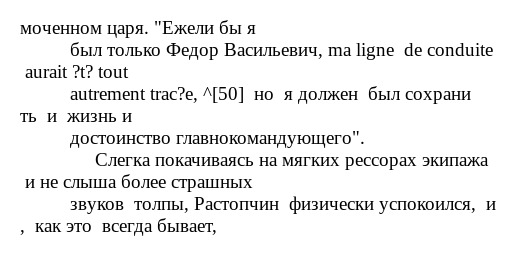 моченном царя. "Ежели бы я
был только Федор Васильевич, ma ligne de conduite
aurait ?t? tout
autrement trac?e, ^[50] но я должен был сохрани
ть и жизнь и
достоинство главнокомандующего".
Слегка покачиваясь на мягких рессорах экипажа
и не слыша более страшных
звуков толпы, Растопчин физически успокоился, и
, как это всегда бывает,